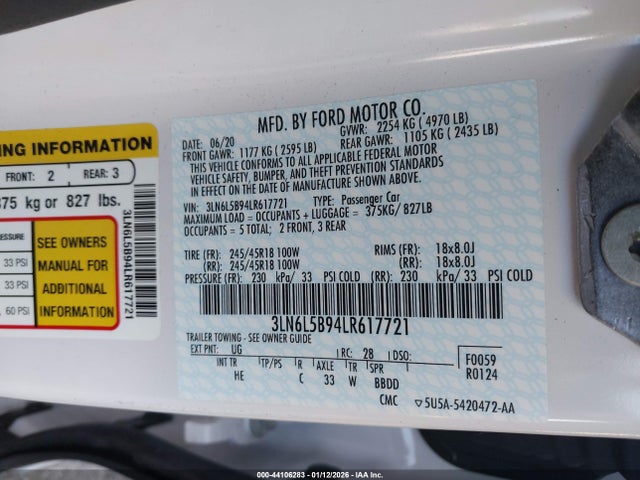 ING INFORMATION
FRONT: 2 REAR: 3
375 kg or 827 lbs.
RESSURE
33 PSI
33 PSI
60 PSI
SEE OWNERS
MANUAL FOR
ADDITIONAL
INFORMATION
3LN6L5B94LR617721
MFD. BY FORD MOTOR CO.
DATE: 06/20 GVWR: 2254 KG ( 4970 LB)
FRONT GAWR: 1177 KG ( 2595 LB) REAR GAWR: 1105 KG ( 2435 LB)
THIS VEHICLE CONFORMS TO ALL APPLICABLE FEDERAL MOTOR
VEHICLE SAFETY, BUMPER, AND THEFT PREVENTION STANDARDS
IN EFFECT ON THE DATE OF MANUFACTURE SHOWN ABOVE.
VIN: 3LN6L5B94LR617721 TYPE: Passenger Car
MAXIMUM LOAD = OCCUPANTS + LUGGAGE = 375KG/ 827LB
OCCUPANTS = 5 TOTAL; 2 FRONT, 3 REAR
TIRE (FR): 245/45R18 100W RIMS (FR): 18x8.0J
(RR): 245/45R18 100W (RR): 18x8.0J
PRESSURE (FR): 230 kPa/ 33 PSI COLD (RR): 230 kPa/ 33 PSI COLD
3LN6L5B94LR617721
TRAILER TOWING - SEE OWNER GUIDE
EXT PNT: UG RC: 28 DSO:
F0059
R0124
INT TR TP/PS R AXLE TR SPR
HE C 33 W BBDD
CMC ▽5U5A-5420472-AA
000-44106283 - 01/12/2026 - IAAI, Inc.